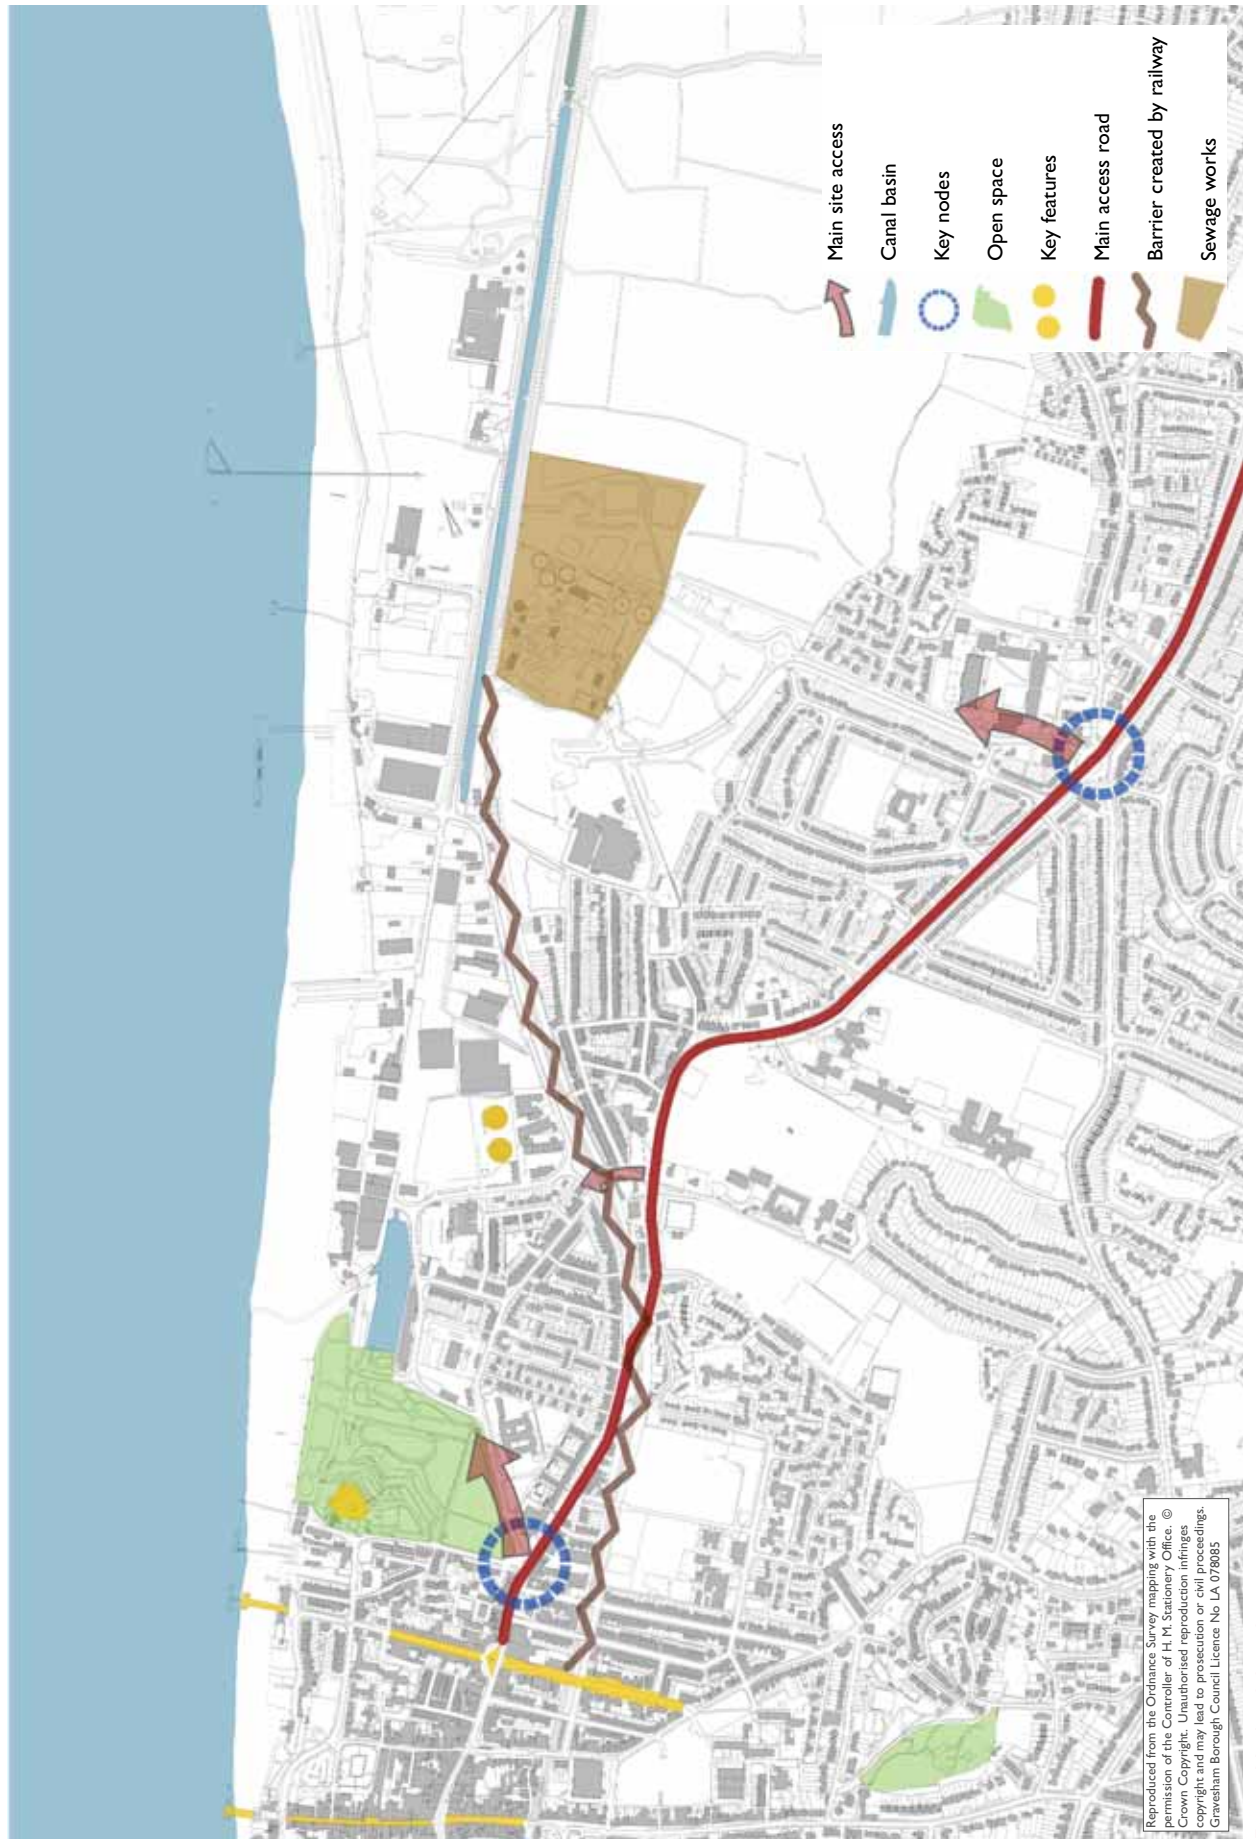 Main site access
Canal basin
Key nodes
Open space
Key features
Main access road
Barrier created by railway
Sewage works
Reproduced from the Ordnance Survey mapping with the
permission of the Controller of H. M. Stationery Office. ©
Crown Copyright. Unauthorised reproduction infringes
copyright and may lead to prosecution or civil proceedings.
Gravesham Borough Council Licence No LA 078085